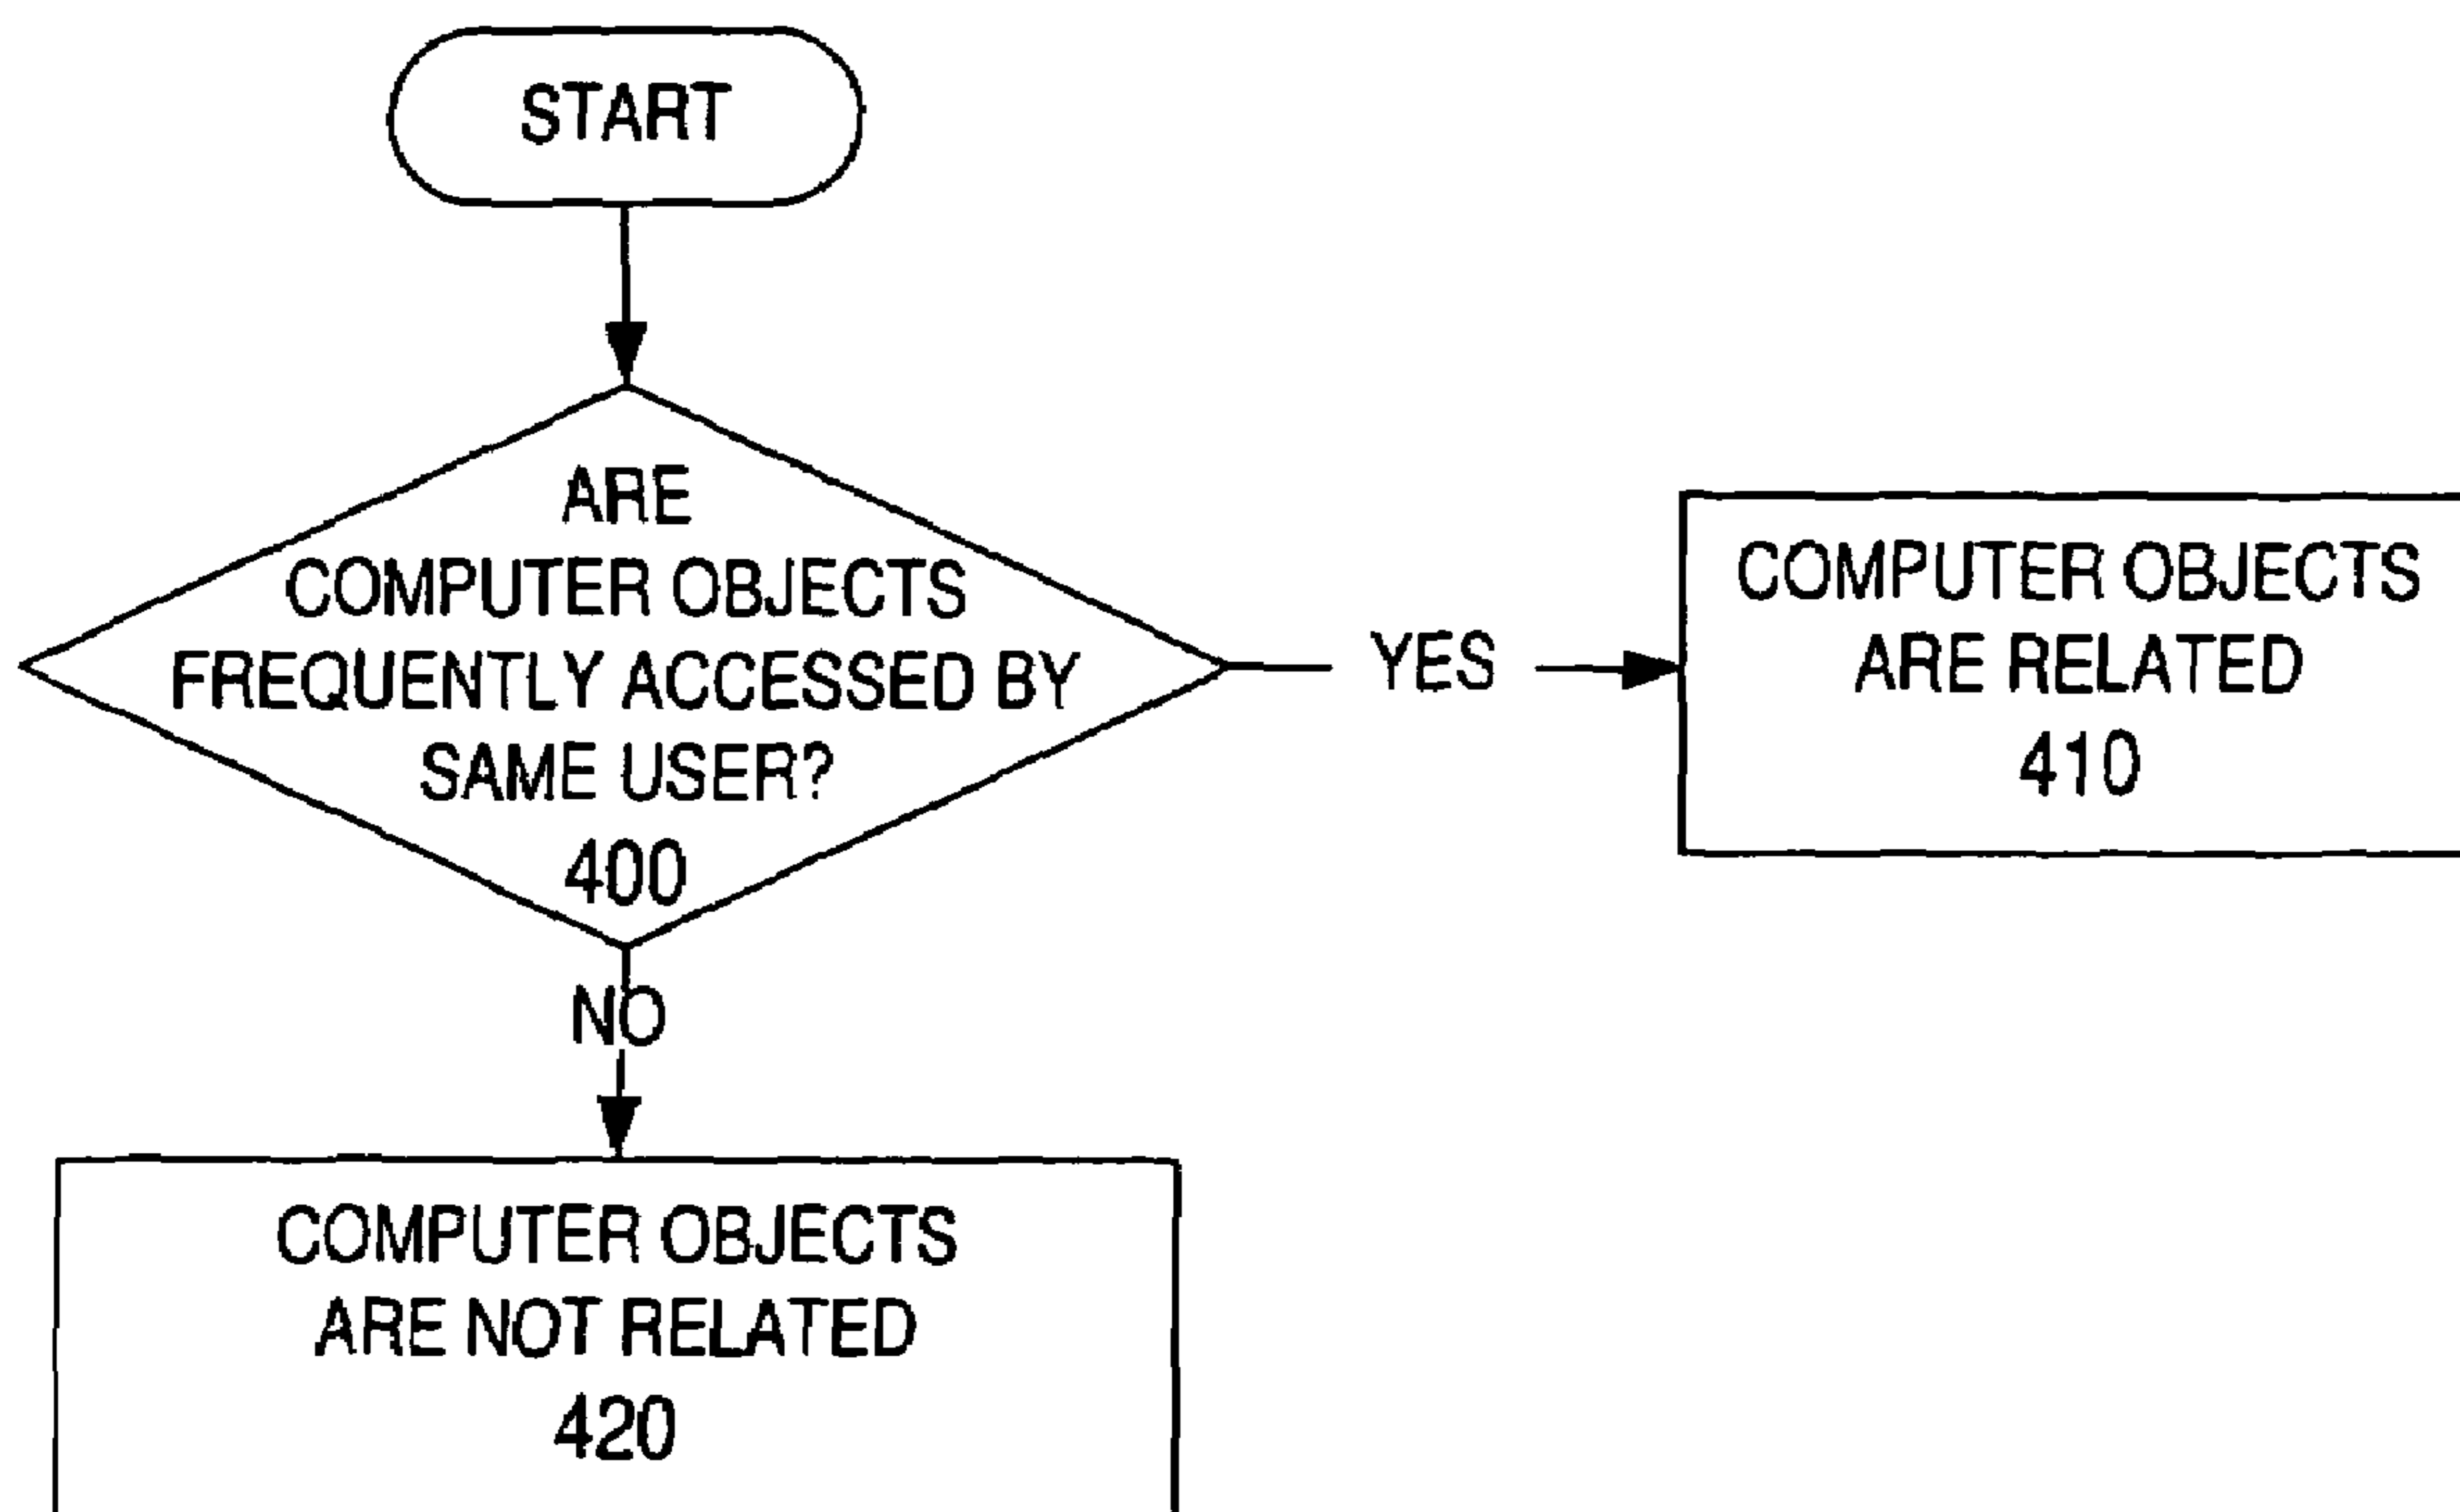 START
ARE
COMPUTER OBJECTS
FREQUENTLY ACCESSED BY
SAME USER?
400
YES
COMPUTER OBJECTS
ARE RELATED
410
NO
COMPUTER OBJECTS
ARE NOT RELATED
420